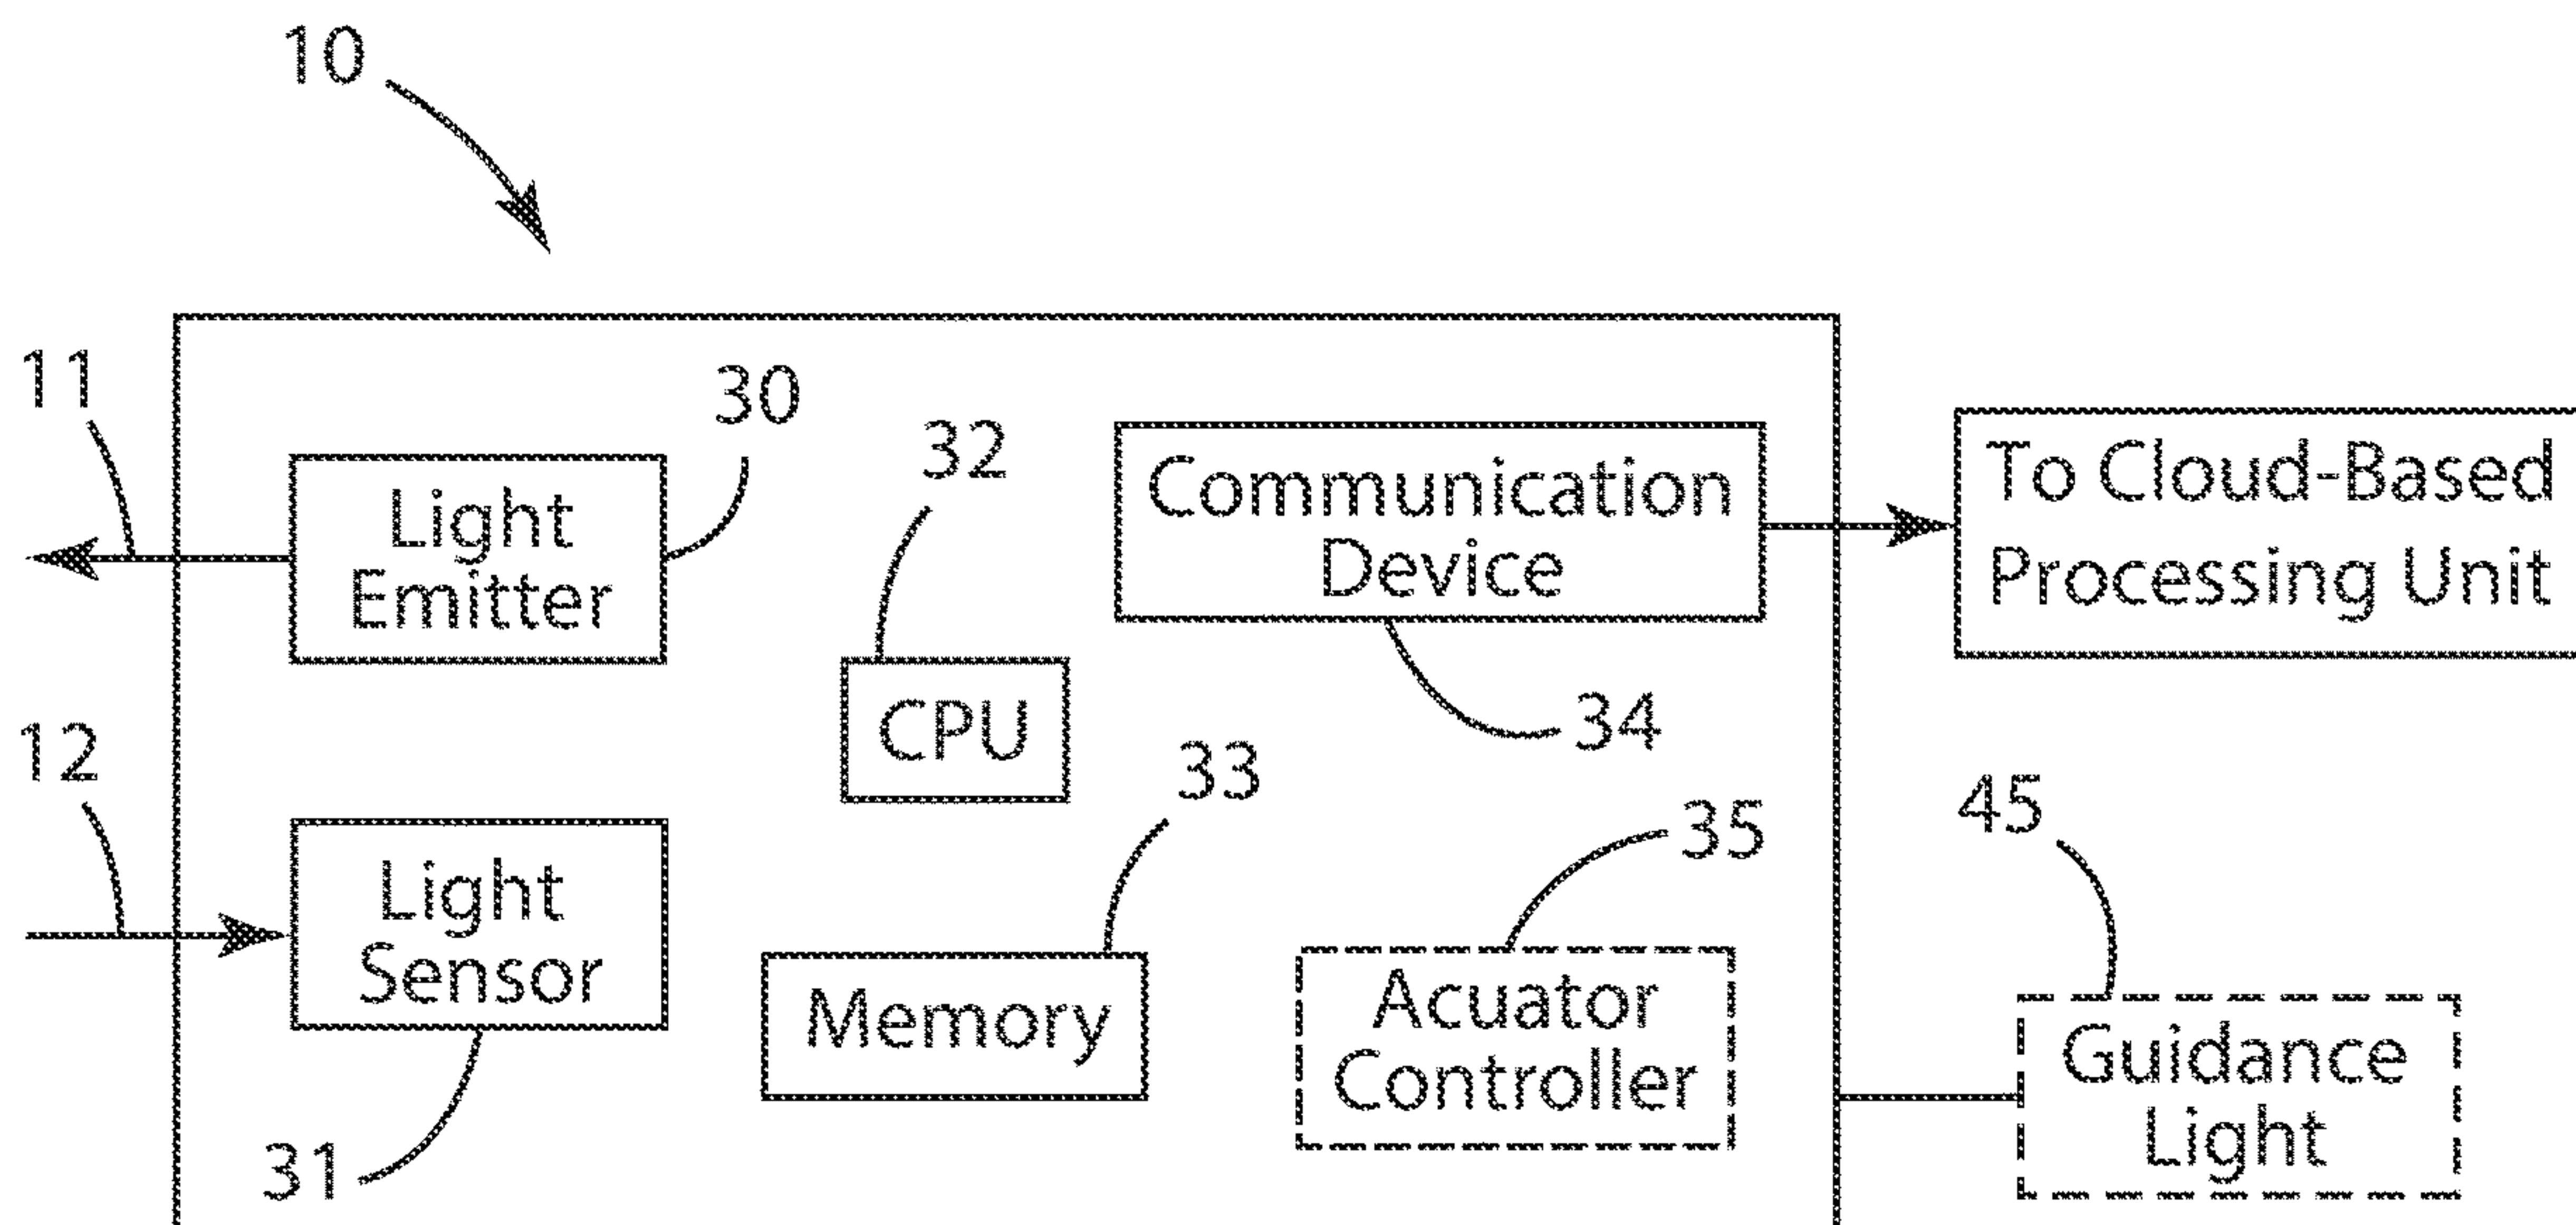 10
11
30
32
Light
Emitter
Communication
Device
To Cloud-Based
Processing Unit
CPU
34
12
33
35
45
Light
Sensor
Memory
Acuator
Controller
Guidance
Light
31